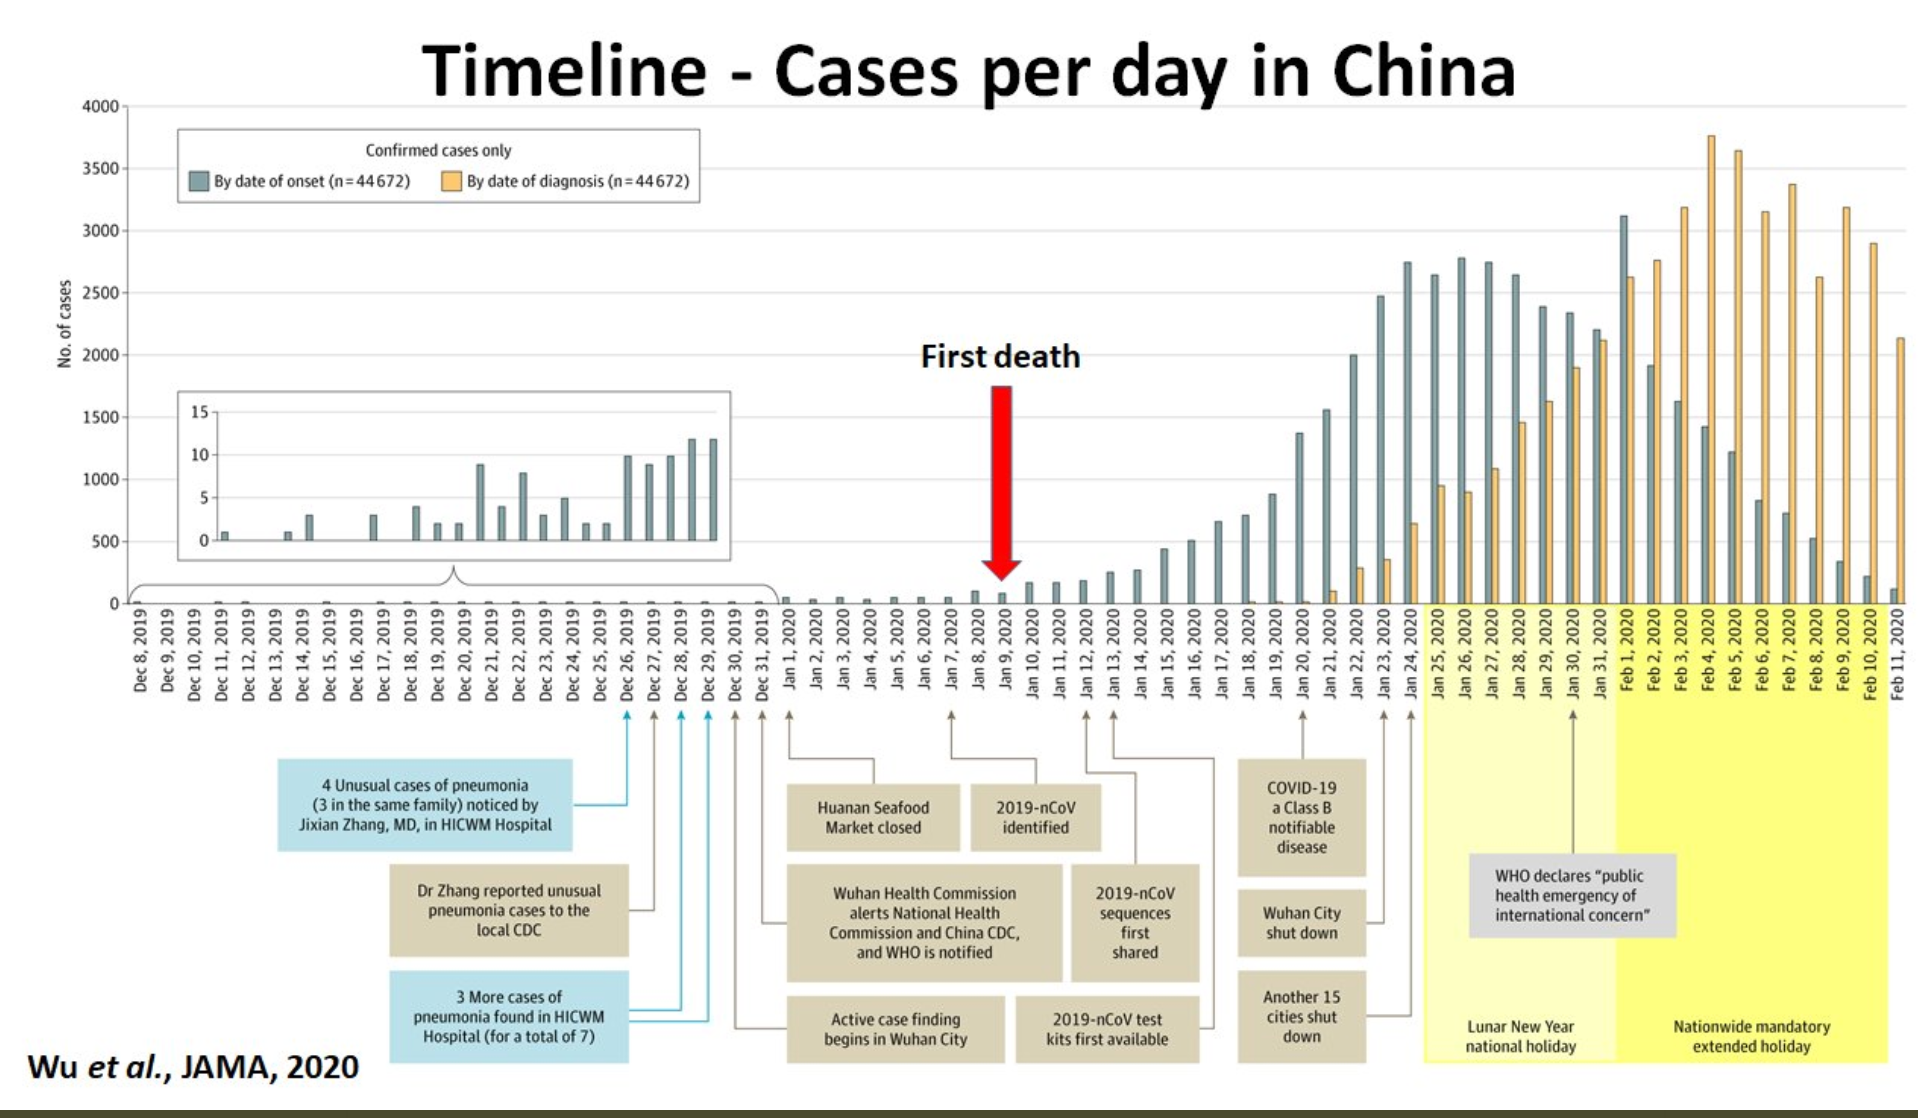 Timeline - Cases per day in China
4000
3500
3000
2500
2000
1500
1000
500
0
No. of cases
Confirmed cases only
By date of onset (n=44672)
By date of diagnosis (n=44672)
First death
15
10
5
0
Dec 8, 2019
Dec 9, 2019
Dec 10, 2019
Dec 11, 2019
Dec 12, 2019
Dec 13, 2019
Dec 14, 2019
Dec 15, 2019
Dec 16, 2019
Dec 17, 2019
Dec 18, 2019
Dec 19, 2019
Dec 20, 2019
Dec 21, 2019
Dec 22, 2019
Dec 23, 2019
Dec 24, 2019
Dec 25, 2019
Dec 26, 2019
Dec 27, 2019
Dec 28, 2019
Dec 29, 2019
Dec 30, 2019
Dec 31, 2019
Jan 1, 2020
Jan 2, 2020
Jan 3, 2020
Jan 4, 2020
Jan 5, 2020
Jan 6, 2020
Jan 7, 2020
Jan 8, 2020
Jan 9, 2020
Jan 10, 2020
Jan 11, 2020
Jan 12, 2020
Jan 13, 2020
Jan 14, 2020
Jan 15, 2020
Jan 16, 2020
Jan 17, 2020
Jan 18, 2020
Jan 19, 2020
Jan 20, 2020
Jan 21, 2020
Jan 22, 2020
Jan 23, 2020
Jan 24, 2020
Jan 25, 2020
Jan 26, 2020
Jan 27, 2020
Jan 28, 2020
Jan 29, 2020
Jan 30, 2020
Jan 31, 2020
Feb 1, 2020
Feb 2, 2020
Feb 3, 2020
Feb 4, 2020
Feb 5, 2020
Feb 6, 2020
Feb 7, 2020
Feb 8, 2020
Feb 9, 2020
Feb 10, 2020
Feb 11, 2020
4 Unusual cases of pneumonia
(3 in the same family) noticed by
Jixian Zhang, MD, in HICWM Hospital
Dr Zhang reported unusual
pneumonia cases to the
local CDC
3 More cases of
pneumonia found in HICWM
Hospital (for a total of 7)
Huanan Seafood
Market closed
2019-nCoV
identified
Wuhan Health Commission
alerts National Health
Commission and China CDC,
and WHO is notified
2019-nCoV
sequences
first
shared
Active case finding
begins in Wuhan City
2019-nCoV test
kits first available
COVID-19
a Class B
notifiable
disease
Wuhan City
shut down
Another 15
cities shut
down
WHO declares “public
health emergency of
international concern”
Lunar New Year
national holiday
Nationwide mandatory
extended holiday
Wu et al., JAMA, 2020